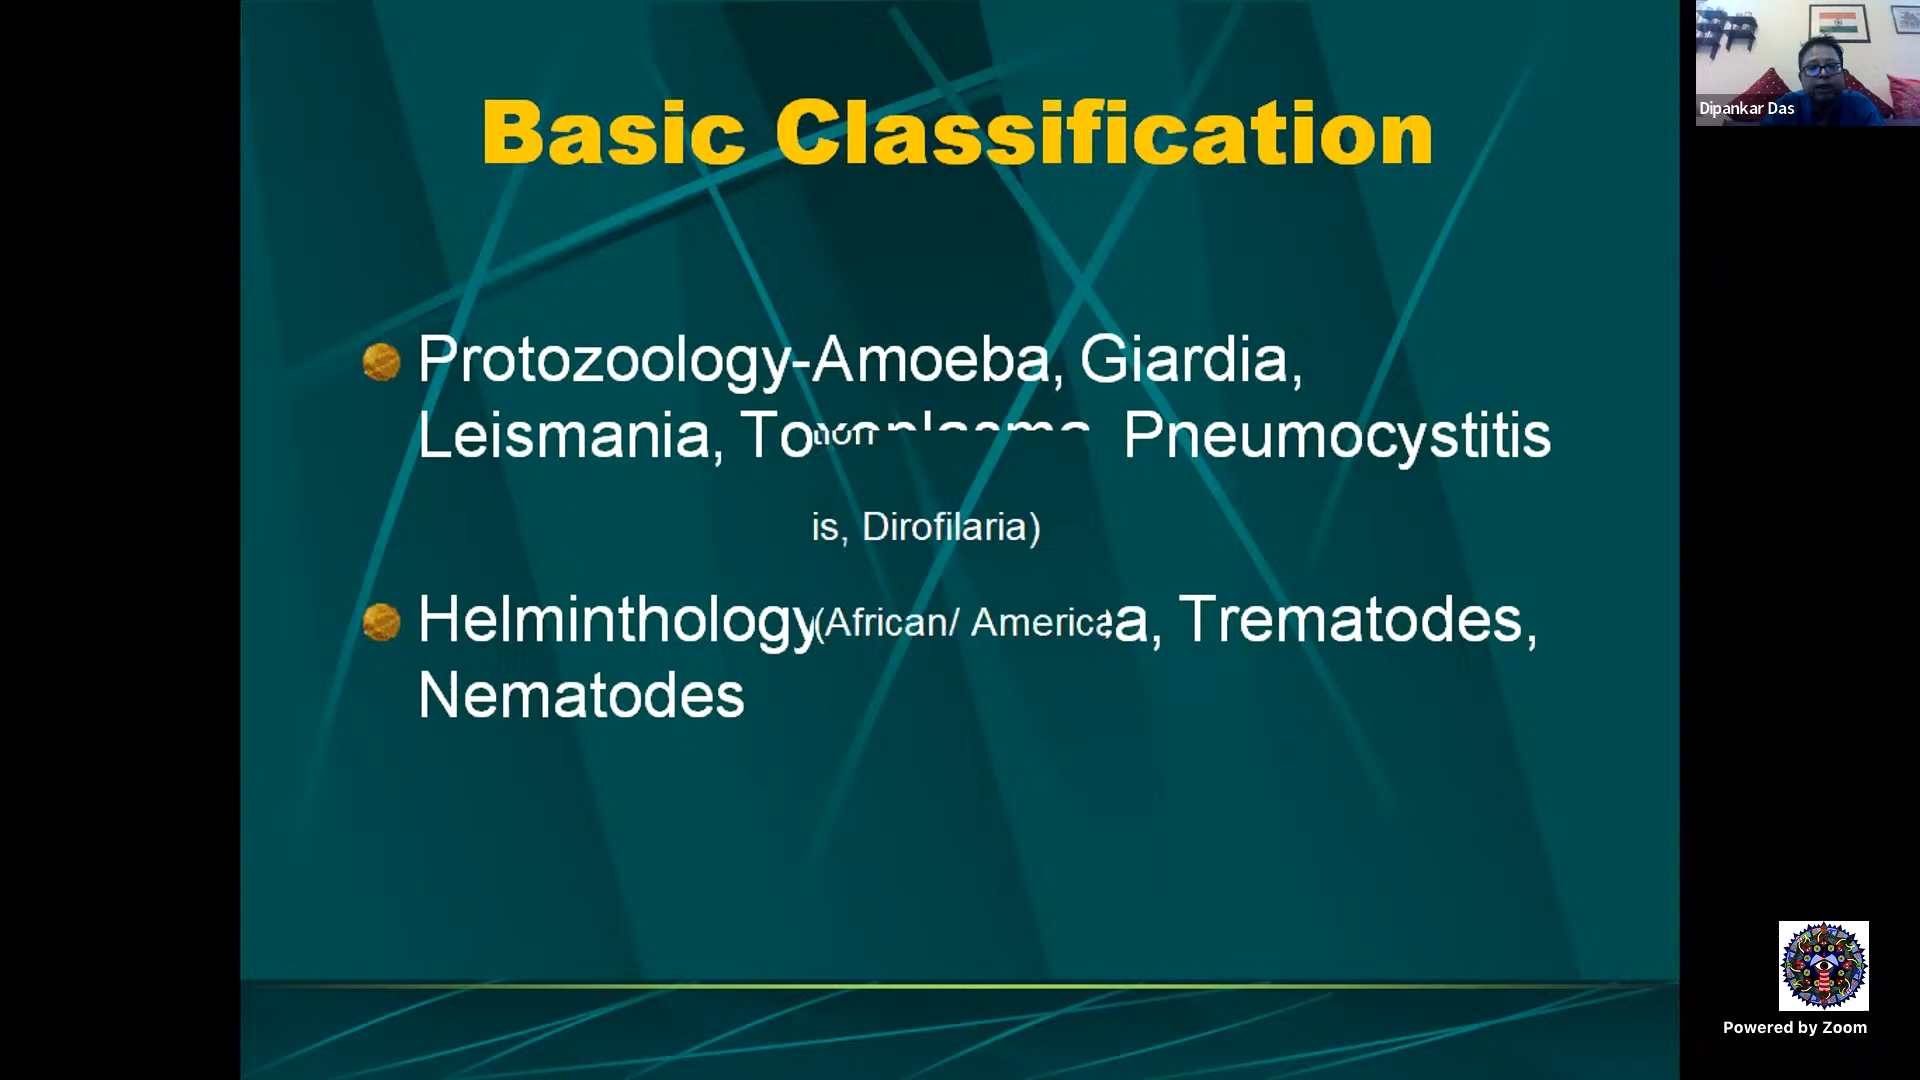 Basic Classification
Protozoology-Amoeba, Giardia,
Leismania, Pneumocystitis
is, Dirofilaria)
Helminthology (African/ America a, Trematodes,
Nematodes
Dipankar Das
Powered by Zoom